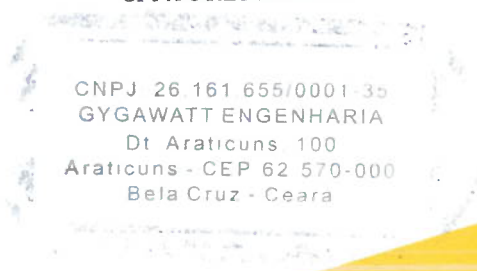 CNPJ 26 161 655/0001-35
GYGAWATT ENGENHARIA
Dt Araticuns 100
Araticuns - CEP 62 570-000
Bela Cruz - Ceara